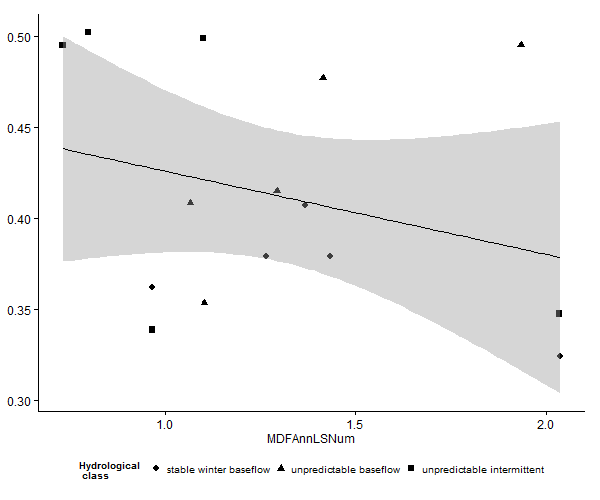 0.50
0.45
0.40
0.35
0.30
1.0 1.5 2.0
MDFAnnLSNum
Hydrological class stable winter baseflow unpredictable baseflow unpredictable intermittent